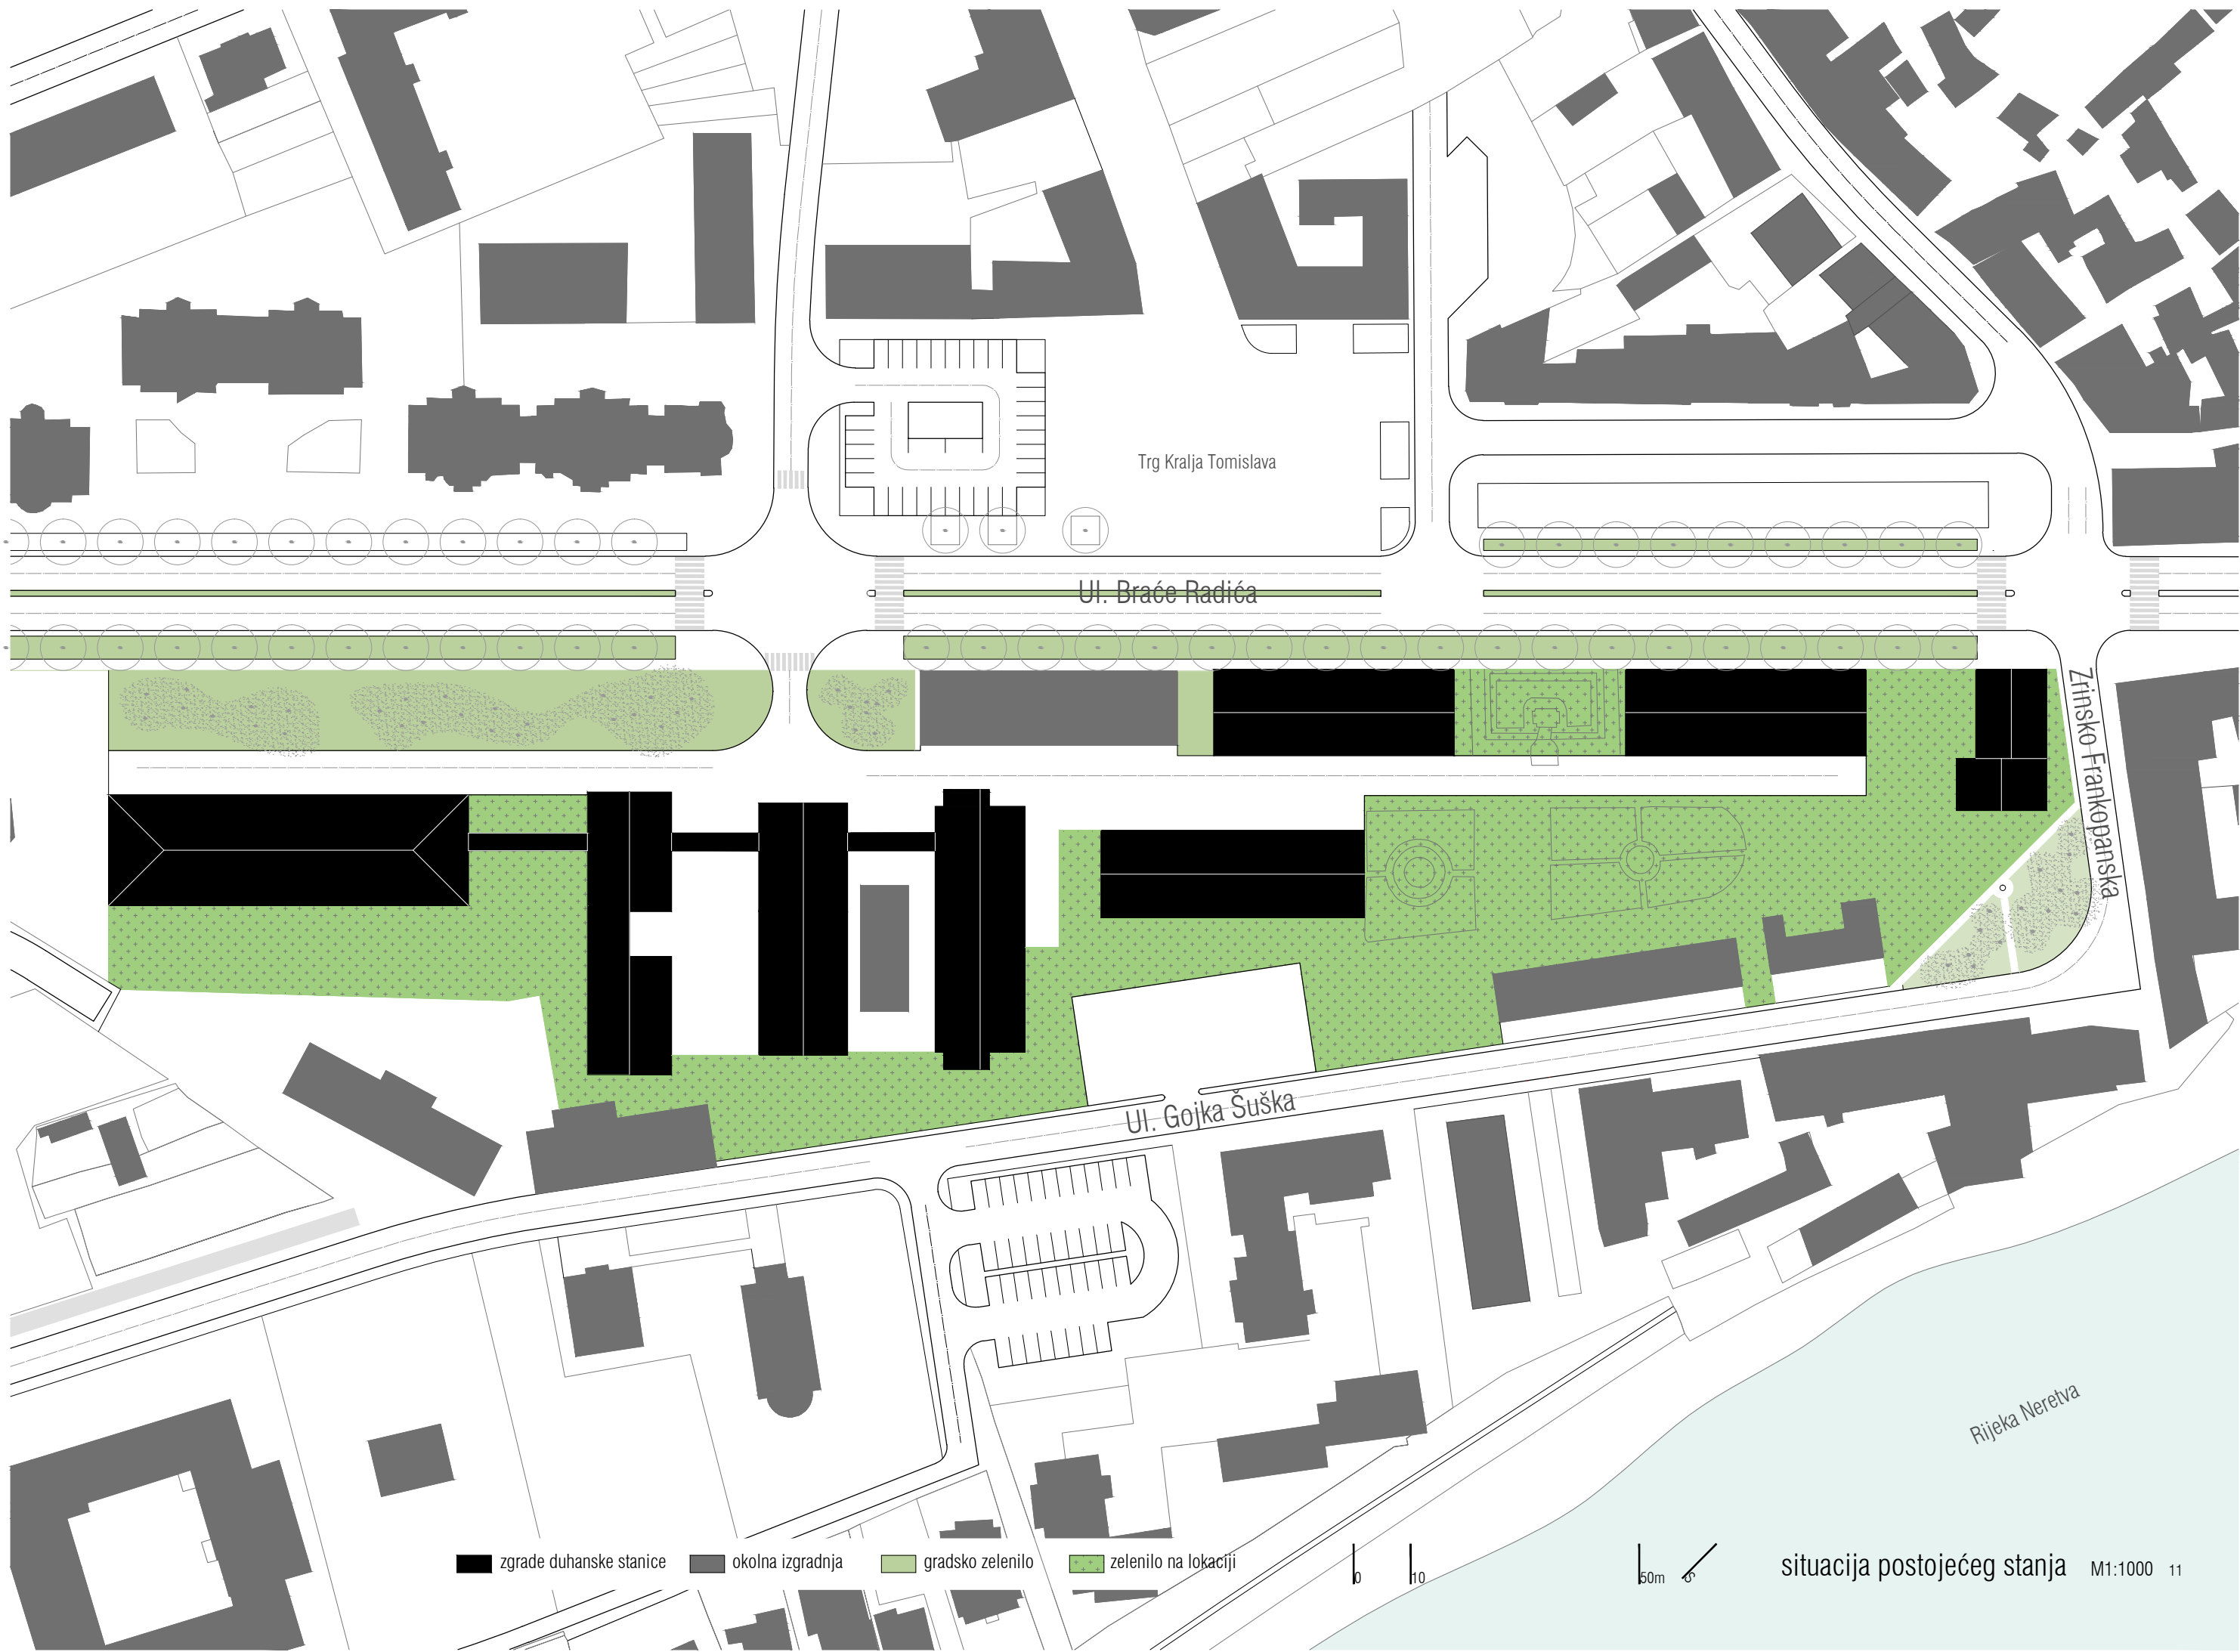 Trg Kralja Tomislava
Ul. Braće Radića
Zrinsko Frankopanska
Ul. Gojka Šuška
Rijeka Neretva
zgrade duhanske stanice
okolna izgradnja
gradsko zelenilo
zelenilo na lokaciji
0
10
50m
S
situacija postojećeg stanja M1:1000 11